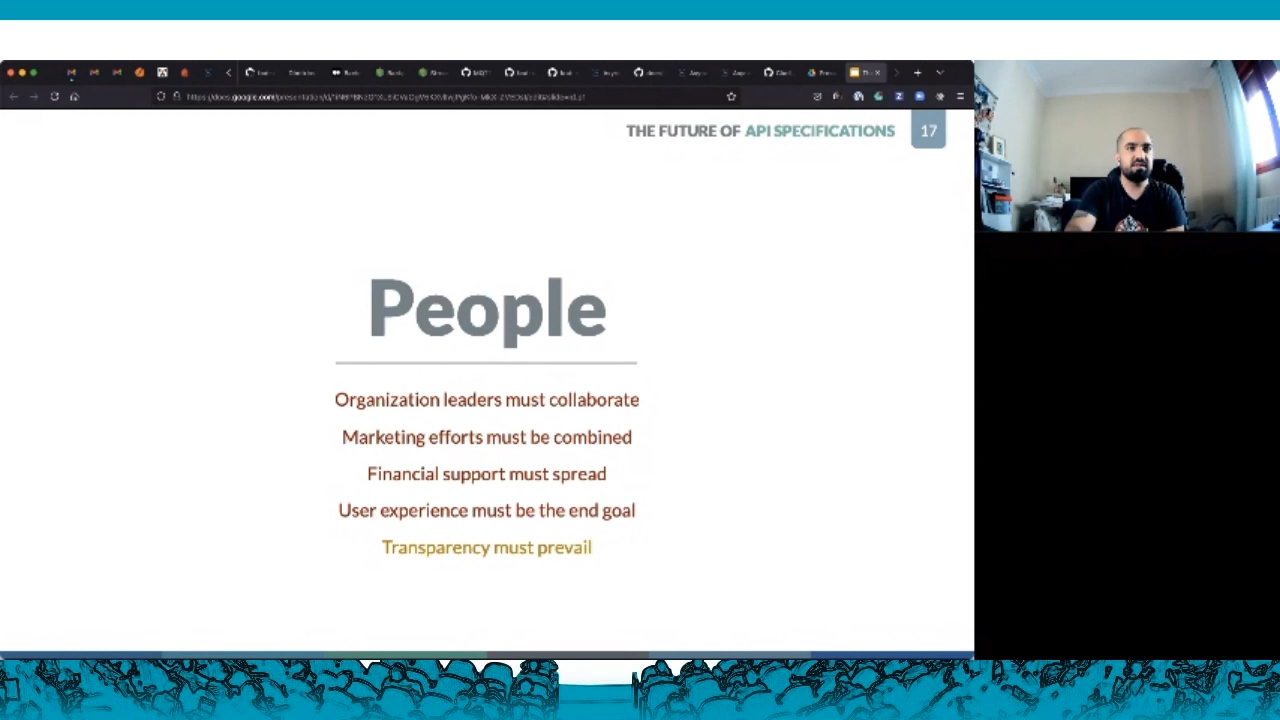 THE FUTURE OF API SPECIFICATIONS 17
People
Organization leaders must collaborate
Marketing efforts must be combined
Financial support must spread
User experience must be the end goal
Transparency must prevail